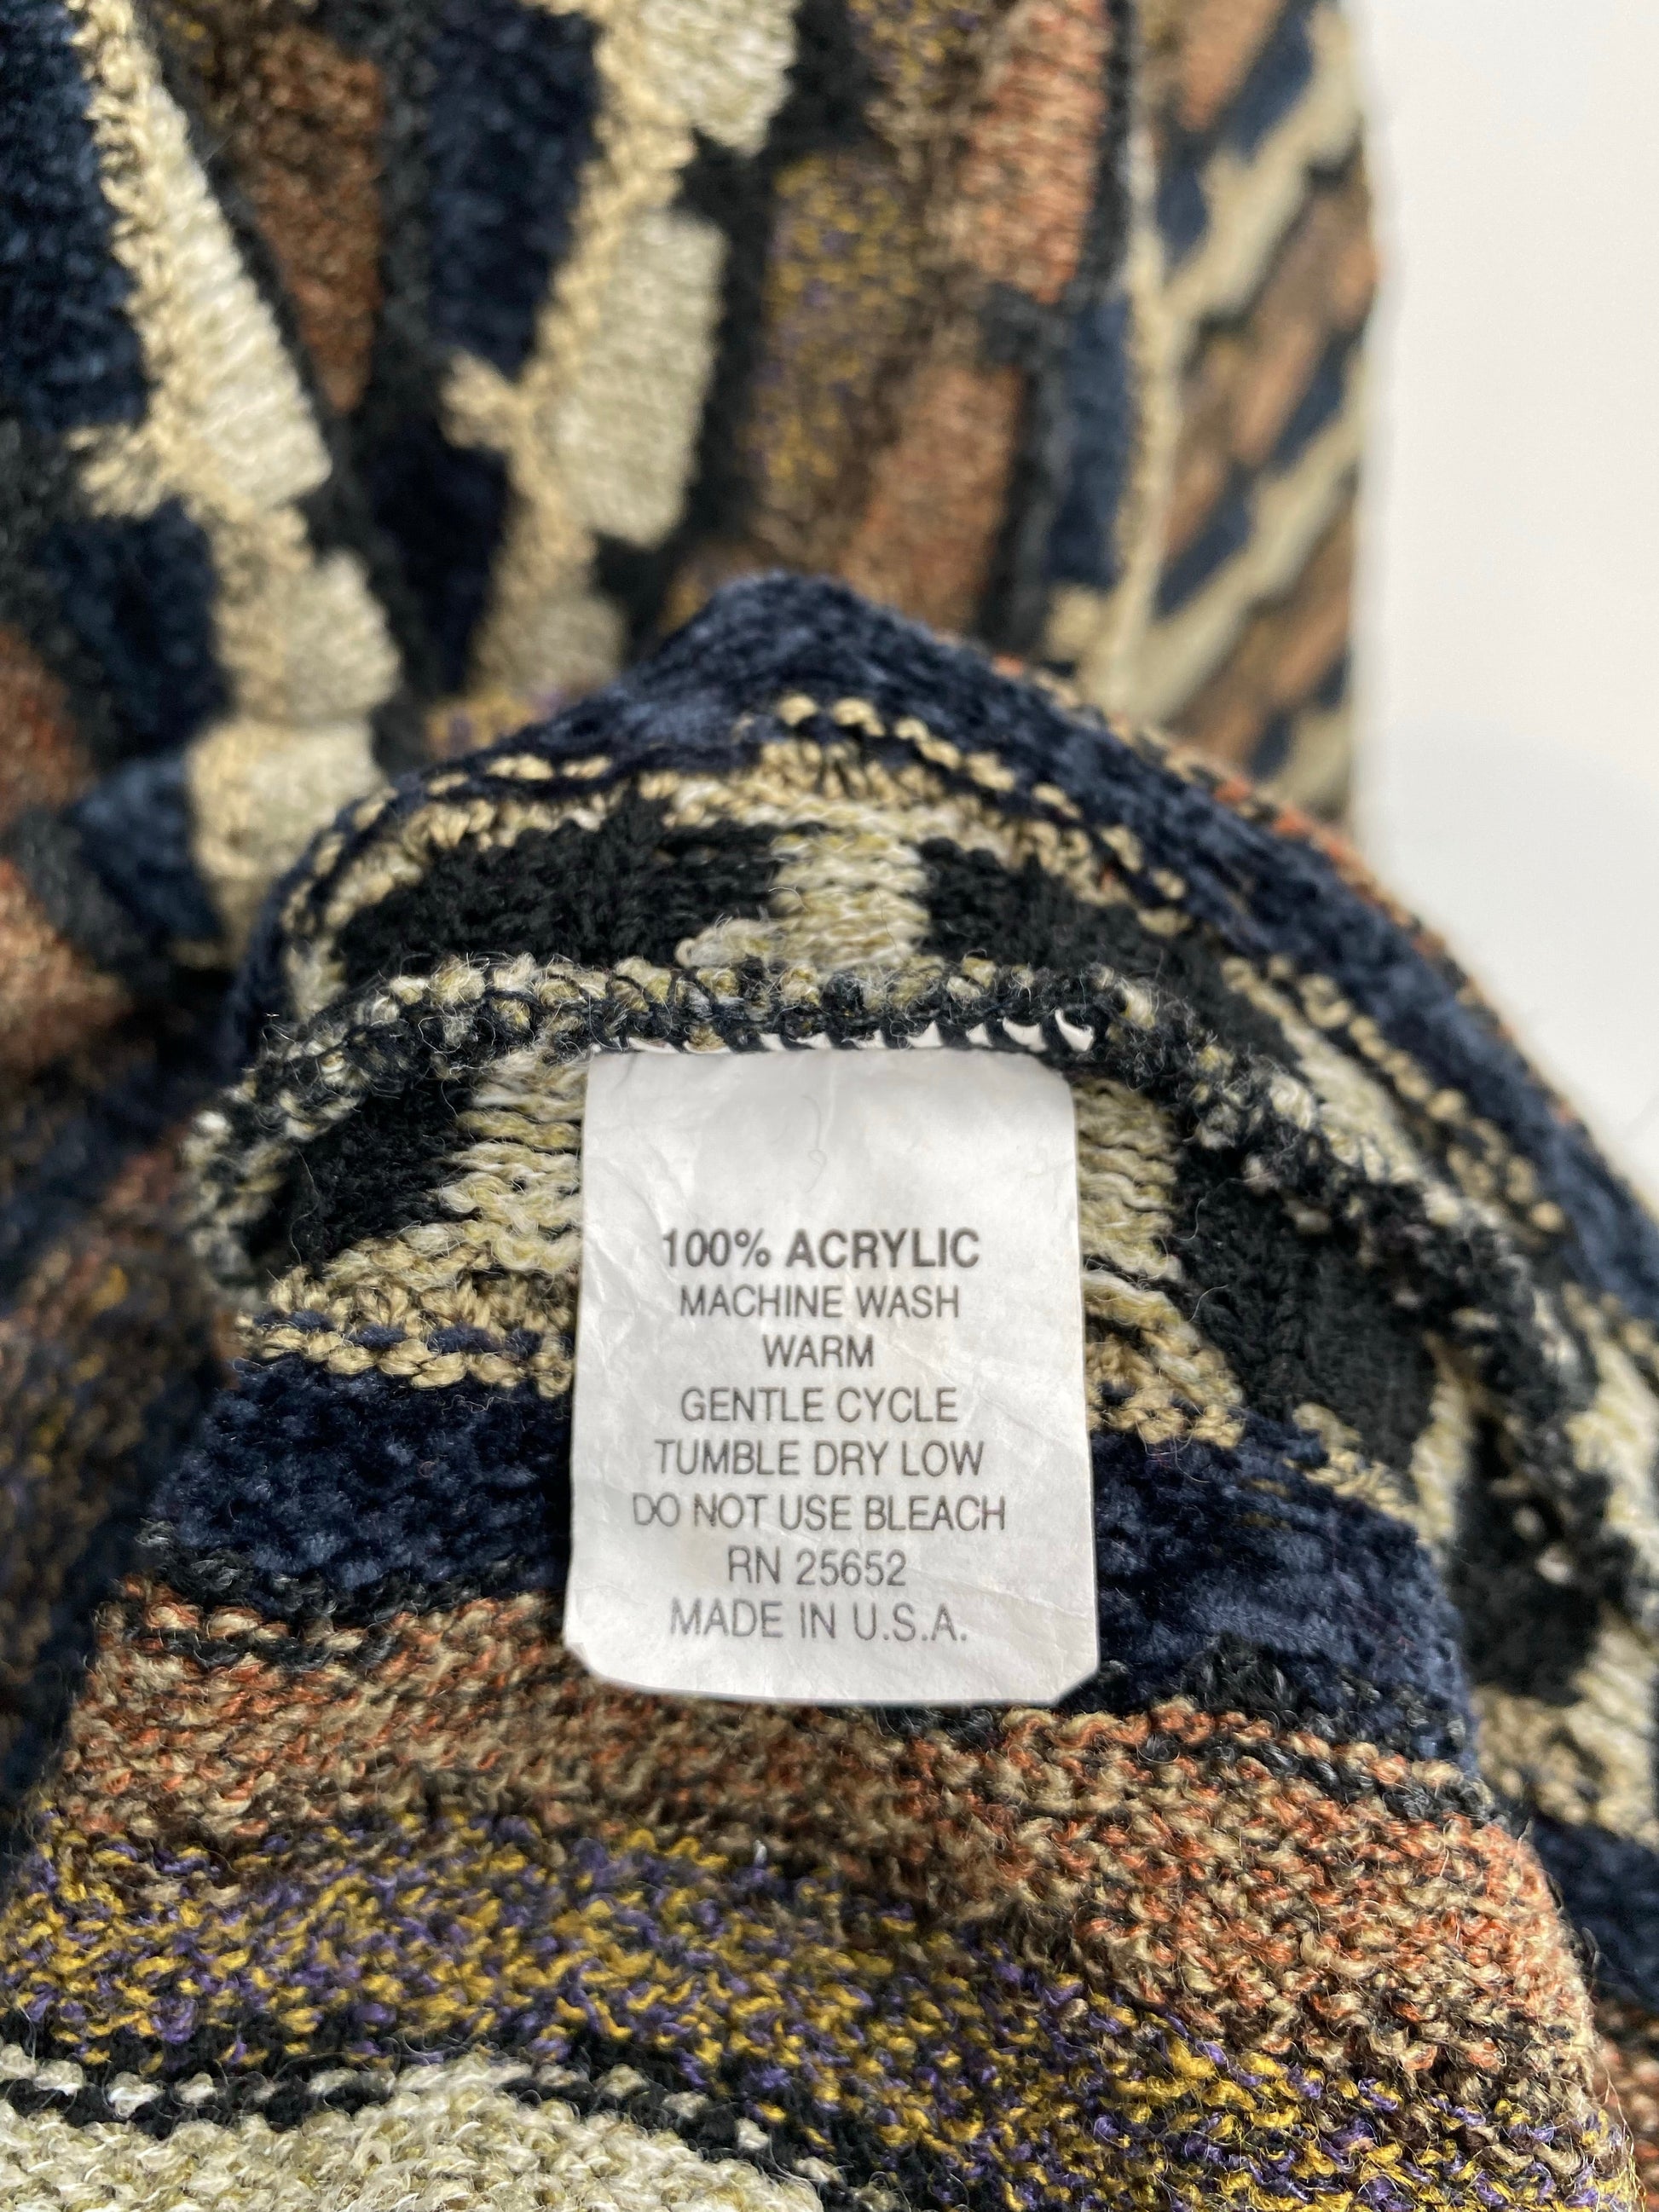 100% ACRYLIC
MACHINE WASH
WARM
GENTLE CYCLE
TUMBLE DRY LOW
DO NOT USE BLEACH
RN 25652
MADE IN U.S.A.